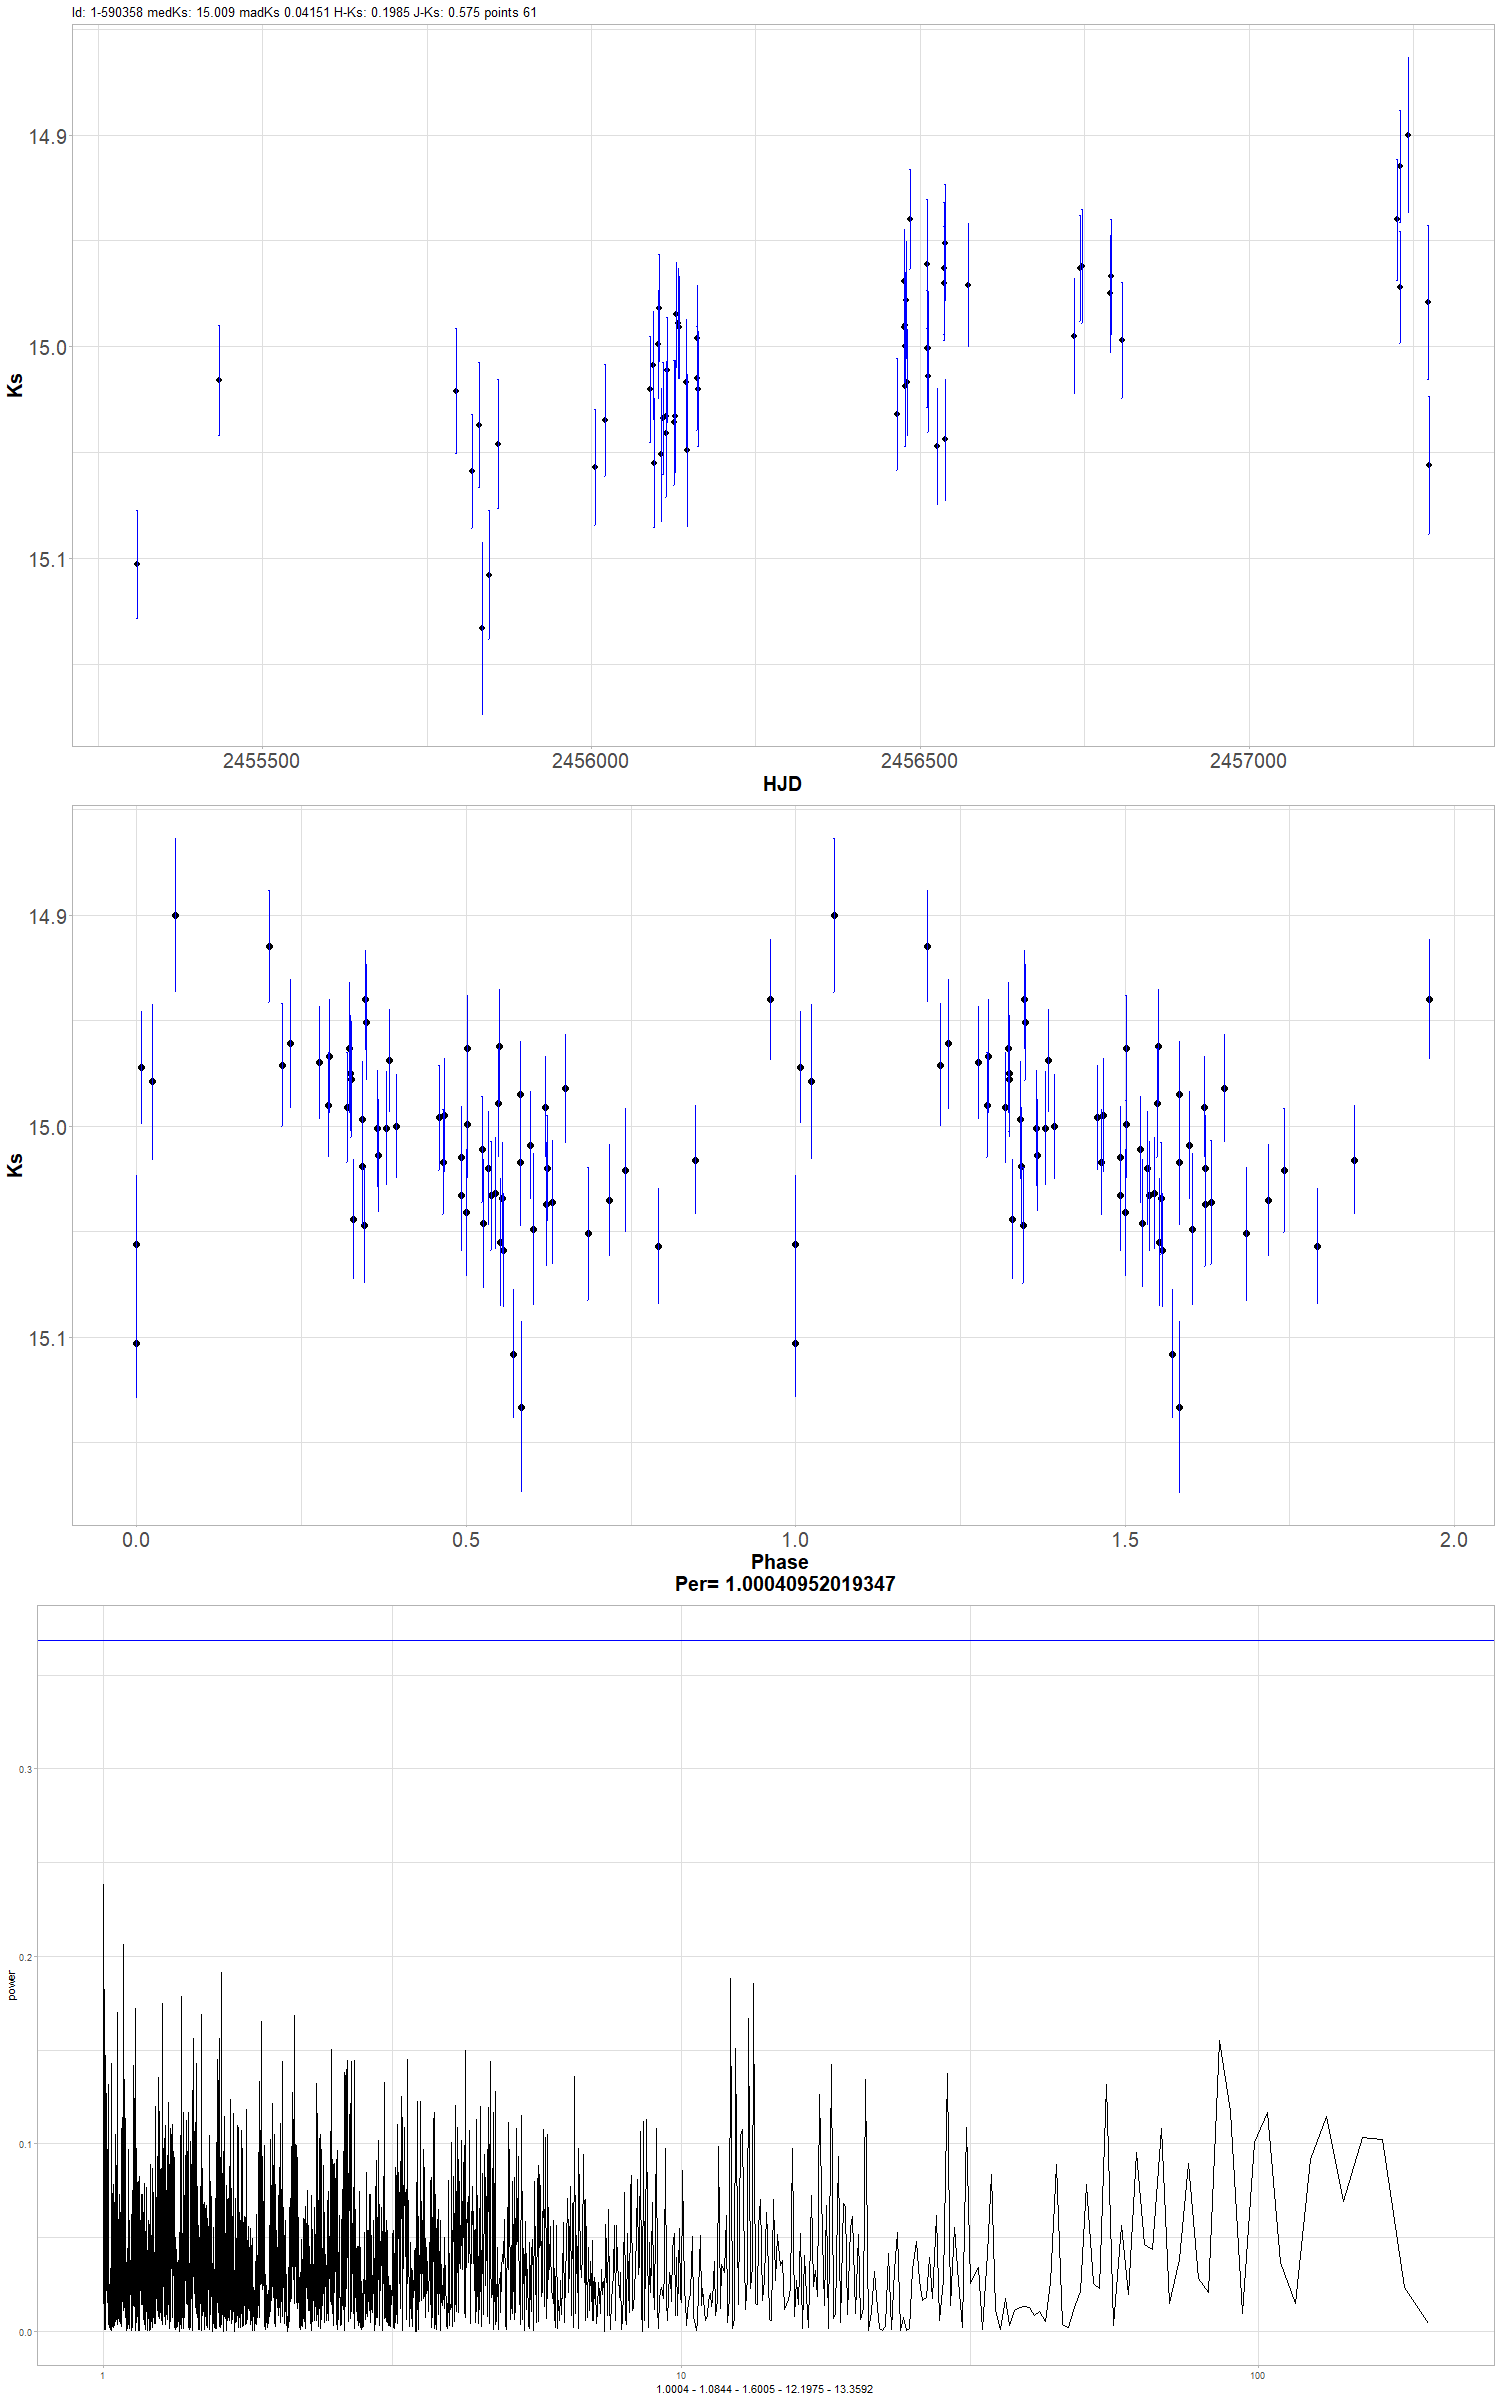 Id: 1-590358 medKs: 15.009 madKs 0.04151 H-Ks: 0.1985 J-Ks: 0.575 points 61
14.9
15.0
15.1
Ks
2455500 2456000 2456500 2457000
HJD
14.9
15.0
15.1
Ks
0.0 0.5 1.0 1.5 2.0
Phase
Per= 1.00040952019347
0.3
0.2
0.1
0.0
power
1 10 100
1.0004 - 1.0844 - 1.6005 - 12.1975 - 13.3592